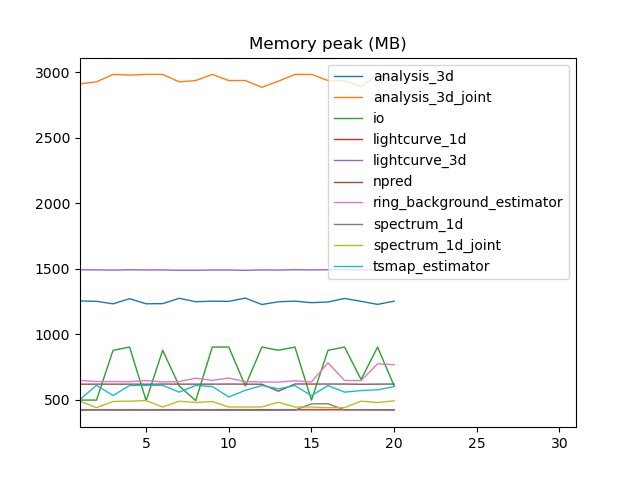 Memory peak (MB)
3000
2500
2000
1500
1000
500
5
10
15
20
25
30
analysis_3d
analysis_3d_joint
io
lightcurve_1d
lightcurve_3d
npred
ring_background_estimator
spectrum_1d
spectrum_1d_joint
tsmap_estimator